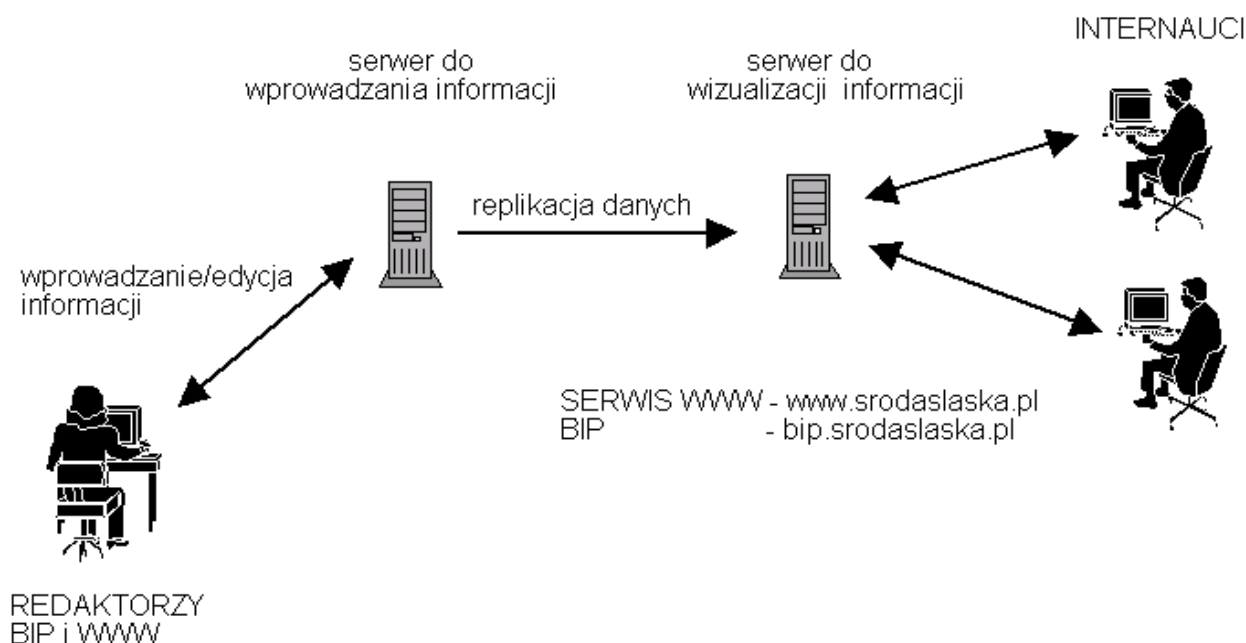 INTERNAUCI
serwer do
wprowadzania informacji
serwer do
wizualizacji informacji
replikacja danych
wprowadzanie/edycja
informacji
SERWIS WWW - www.srodaslaska.pl
BIP - bip.srodaslaska.pl
REDAKTORZY
BIP i WWW